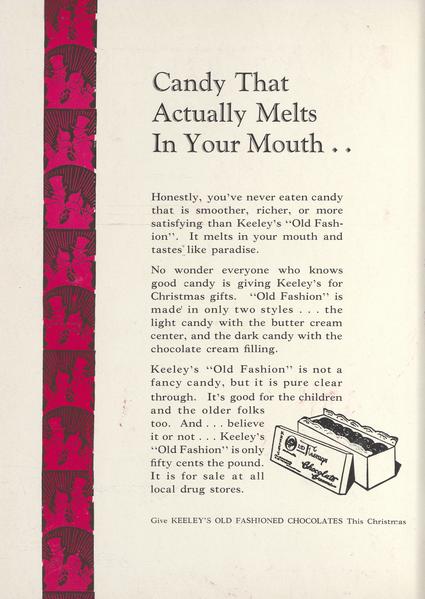 Candy That
Actually Melts
In Your Mouth . .
Honestly, you've never eaten candy
that is smoother, richer, or more
satisfying than Keeley's "Old Fash-
ion". It melts in your mouth and
tastes like paradise.
No wonder everyone who knows
good candy is giving Keeley's for
Christmas gifts. "Old Fashion" is
made in only two styles . . . the
light candy with the butter cream
center, and the dark candy with the
chocolate cream filling.
Keeley's "Old Fashion" is not a
fancy candy, but it is pure clear
through. It's good for the children
and the older folks
too. And . . . believe
it or not . . . Keeley's
"Old Fashion" is only
fifty cents the pound.
It is for sale at all
local drug stores.
Chocolate
Give KEELEY'S OLD FASHIONED CHOCOLATES This Christmas